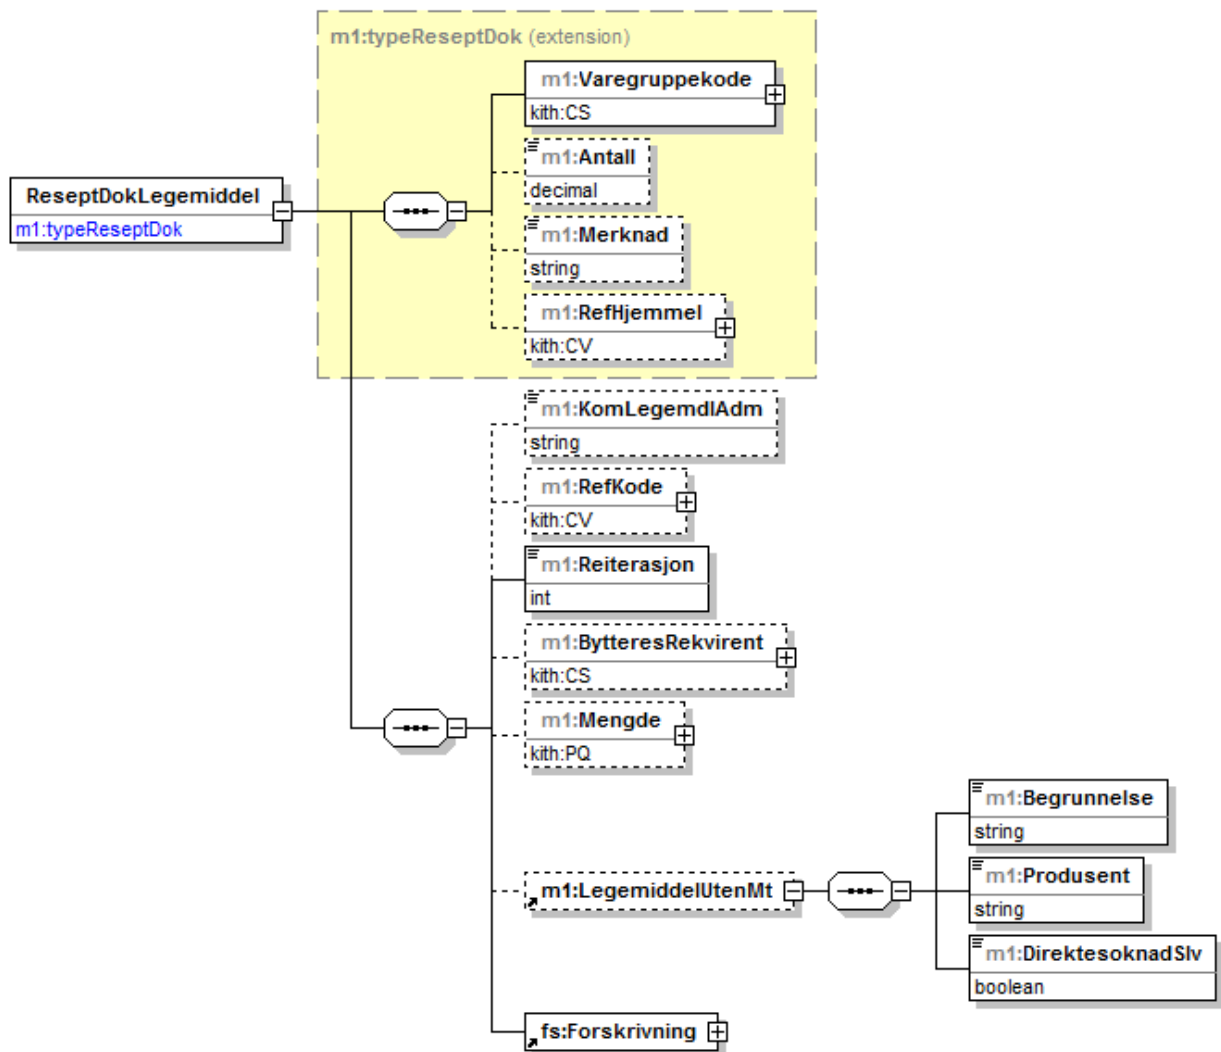 m1:typeReseptDok (extension)
m1:Varegruppekode
kith:CS
m1:Antall
decimal
ReseptDokLegemiddel
m1:typeReseptDok
m1:Merknad
string
m1:RefHjemmel
kith:CV
m1:KomLegemdlAdm
string
m1:RefKode
kith:CV
m1:Reiterasjon
int
m1:BytteresRekvirent
kith:CS
m1:Mengde
kith:PQ
m1:LegemiddelUtenMt
m1:Begrunnelse
string
m1:Produsent
string
m1:DirektesoknadSlv
boolean
fs:Forskrivning